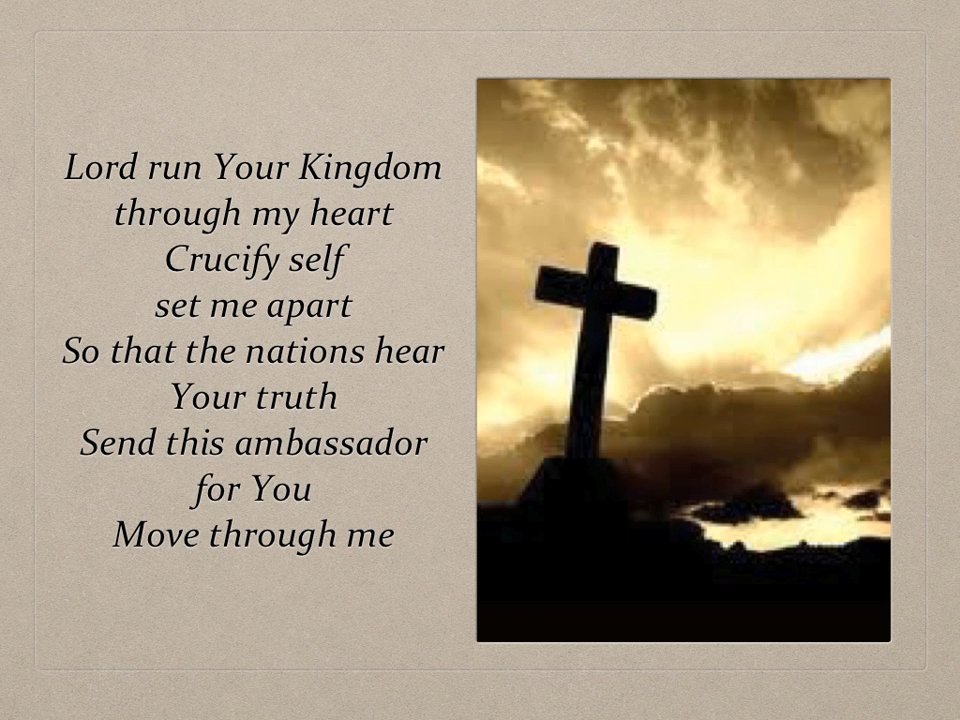 Lord run Your Kingdom
through my heart
Crucify self
set me apart
So that the nations hear
Your truth
Send this ambassador
for You
Move through me